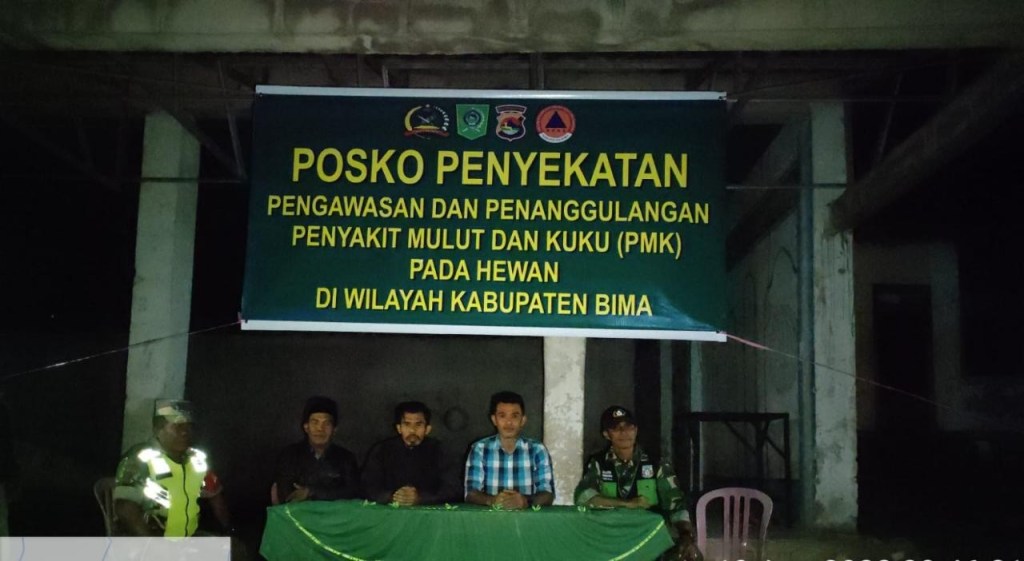 POSKO PENYEKATAN
PENGAWASAN DAN PENANGGULANGAN
PENYAKIT MULUT DAN KUKU (PMK)
PADA HEWAN
DI WILAYAH KABUPATEN BIMA